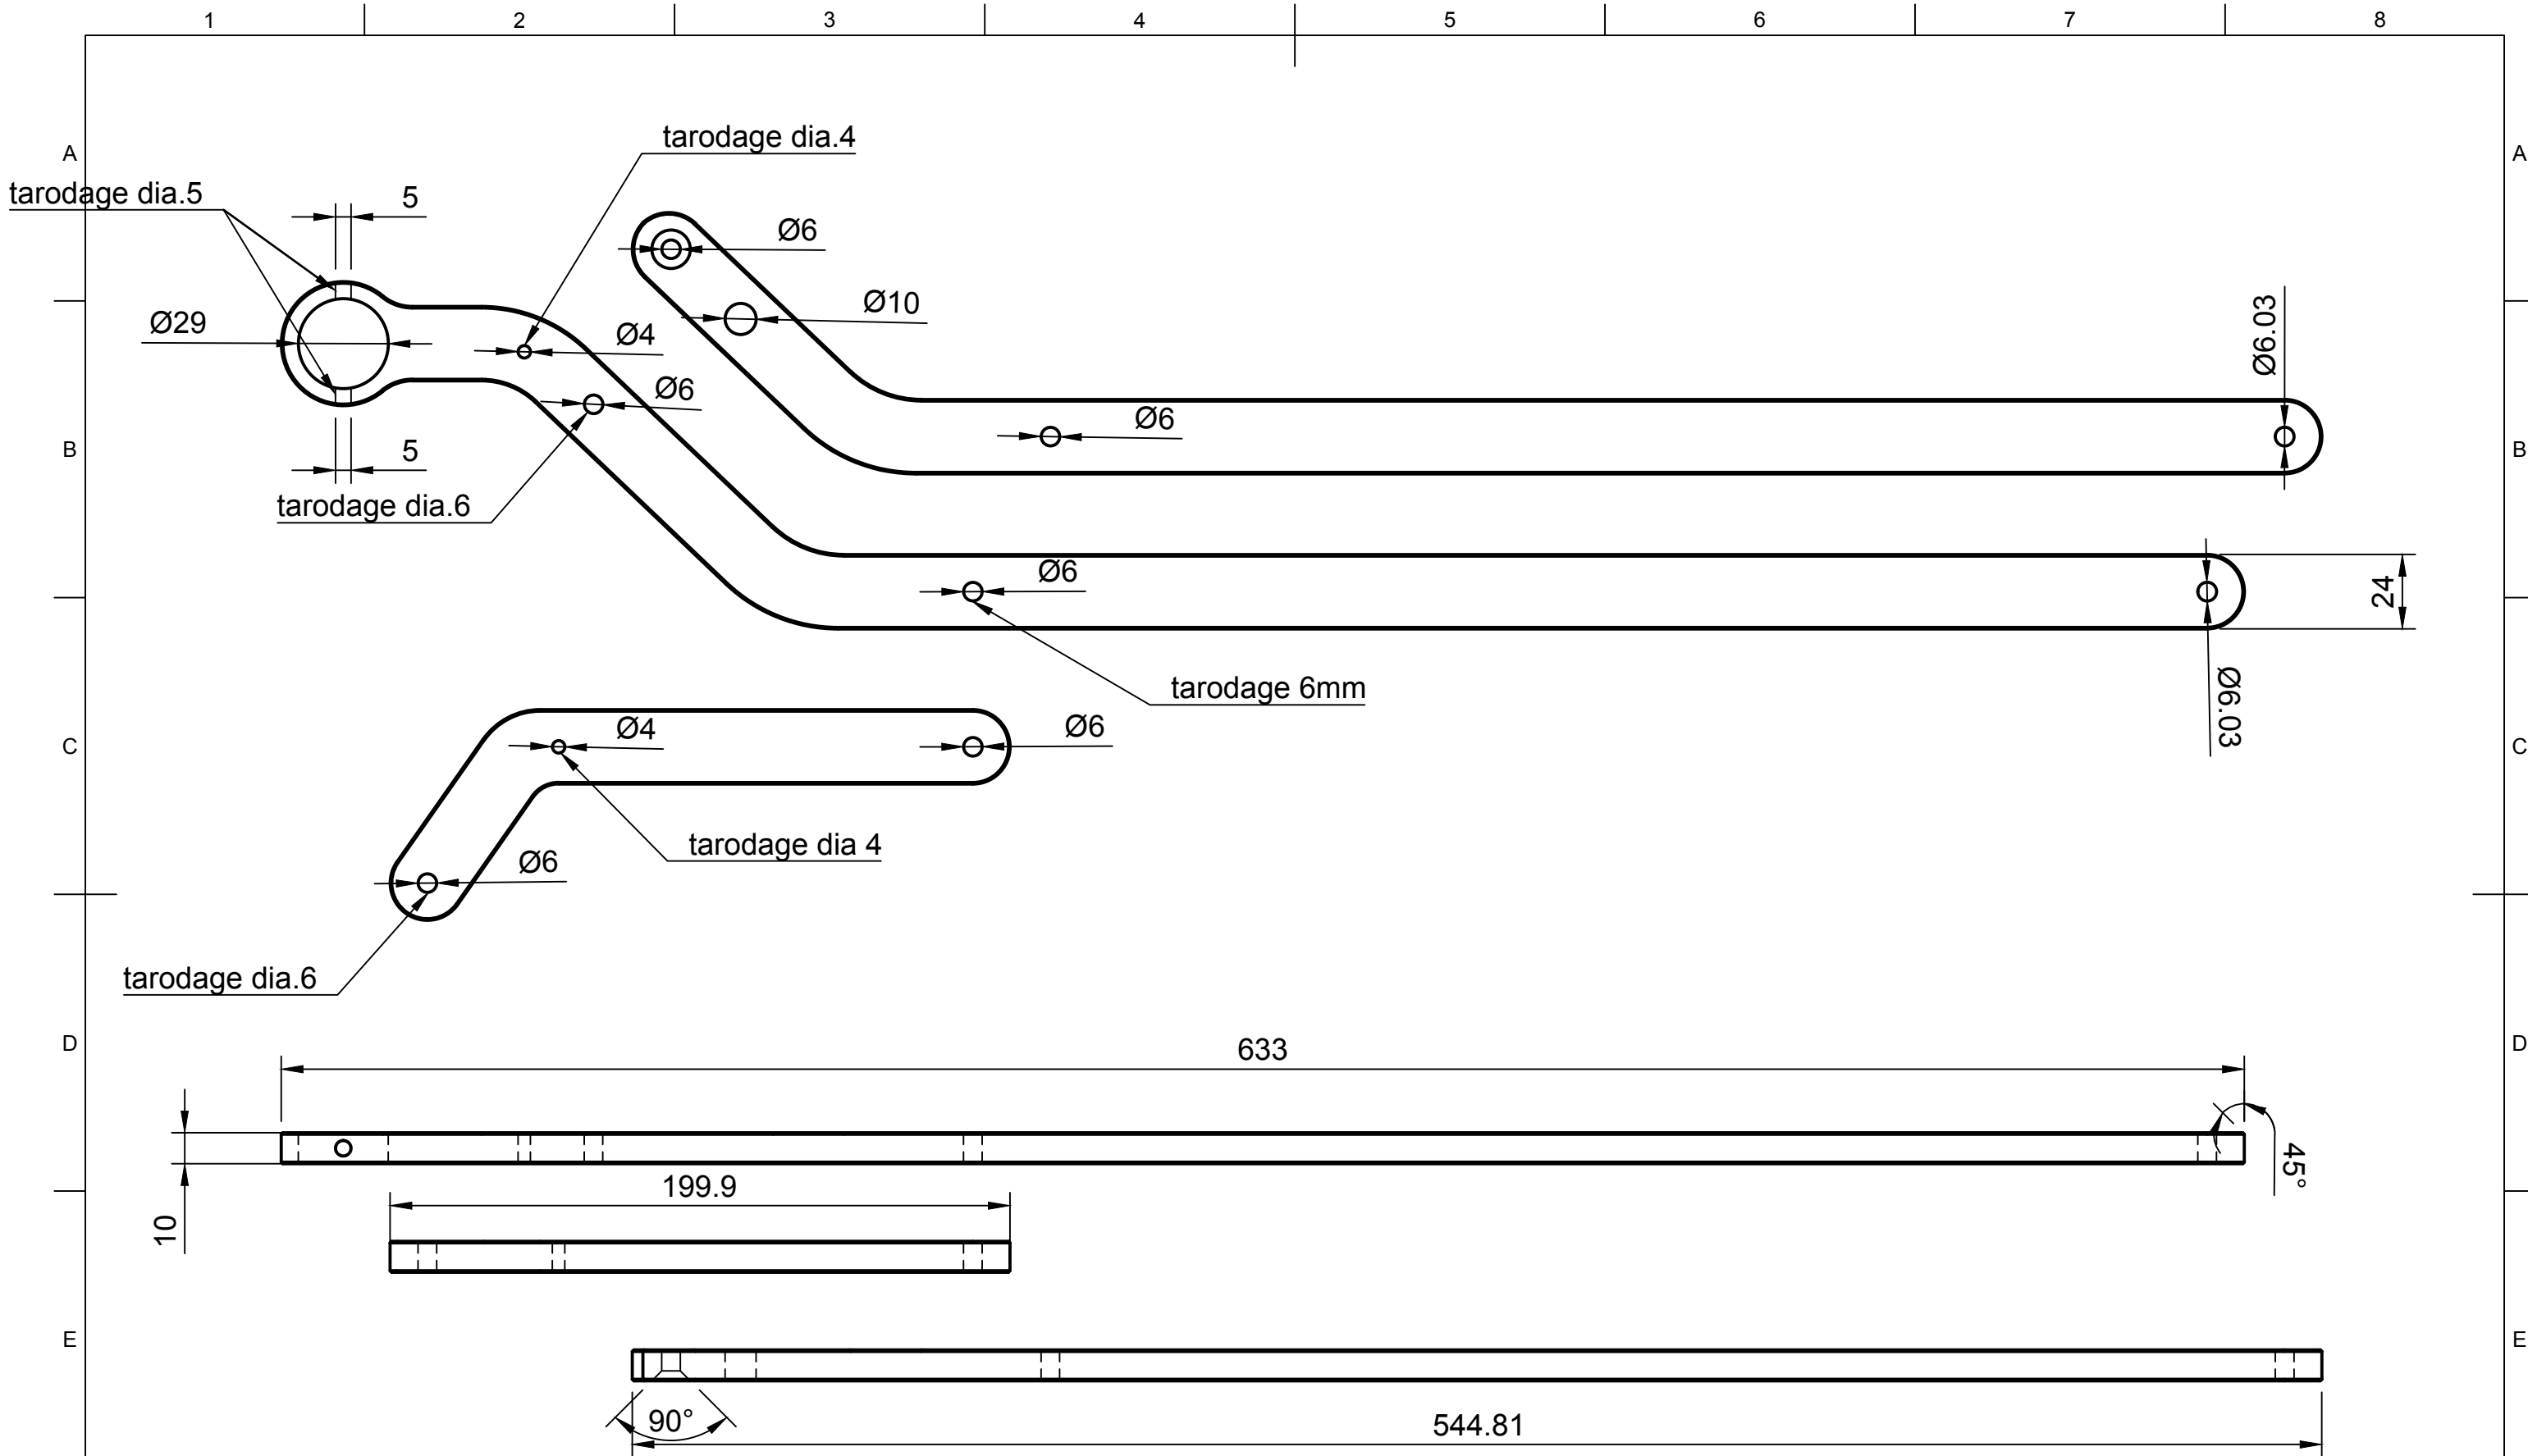 1 2 3 4 5 6 7 8
tarodage dia.4
A A
tarodage dia.5
5
Ø6
Ø10
Ø29
Ø4
Ø6.03
Ø6
Ø6
B 5 B
tarodage dia.6
Ø6
24
tarodage 6mm
Ø6.03
Ø4
Ø6
C C
tarodage dia 4
Ø6
tarodage dia.6
D D
633
45°
199.9
10
E E
90°
544.81